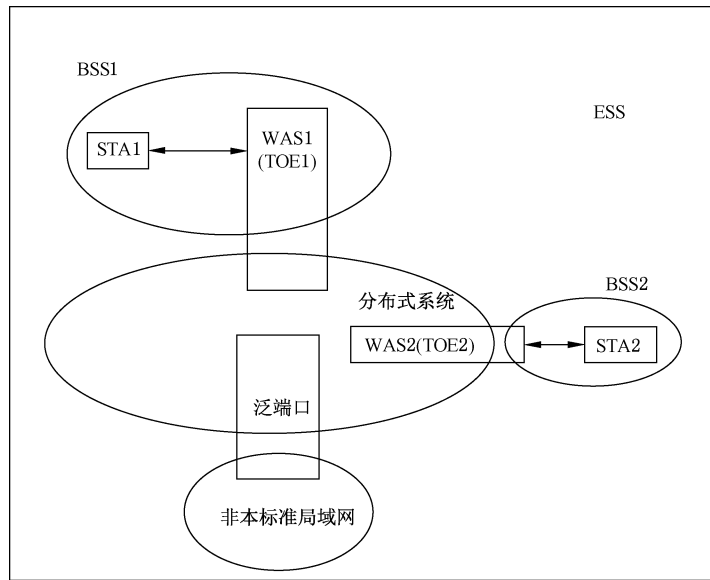 BSS1
ESS
STA1
WAS1
(TOE1)
BSS2
分布式系统
WAS2(TOE2)
STA2
泛端口
非本标准局域网